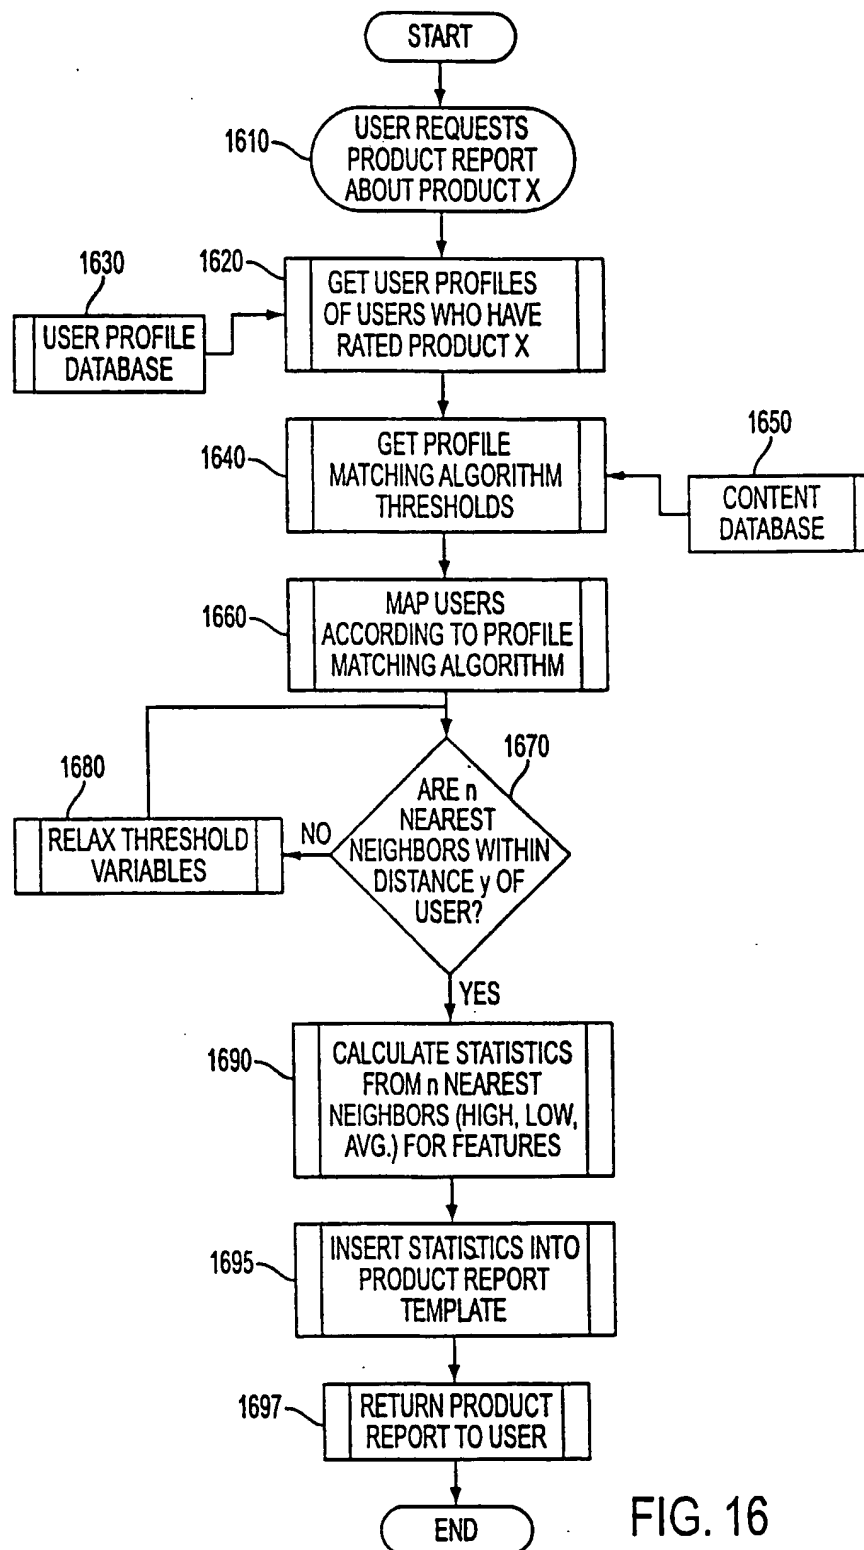 START
1610
USER REQUESTS
PRODUCT REPORT
ABOUT PRODUCT X
1620
GET USER PROFILES
OF USERS WHO HAVE
RATED PRODUCT X
1630
USER PROFILE
DATABASE
1640
GET PROFILE
MATCHING ALGORITHM
THRESHOLDS
1650
CONTENT
DATABASE
1660
MAP USERS
ACCORDING TO PROFILE
MATCHING ALGORITHM
1670
ARE n
NEAREST
NEIGHBORS WITHIN
DISTANCE y OF
USER?
NO
1680
RELAX THRESHOLD
VARIABLES
YES
1690
CALCULATE STATISTICS
FROM n NEAREST
NEIGHBORS (HIGH, LOW,
AVG.) FOR FEATURES
1695
INSERT STATISTICS INTO
PRODUCT REPORT
TEMPLATE
1697
RETURN PRODUCT
REPORT TO USER
END
FIG. 16